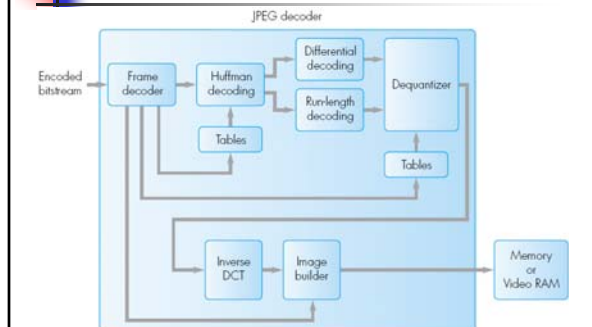 JPEG decoder
Encoded
bitstream
Frame
decoder
Huffman
decoding
Differential
decoding
Run-length
decoding
Dequantizer
Tables
Tables
Inverse
DCT
Image
builder
Memory
or
Video RAM